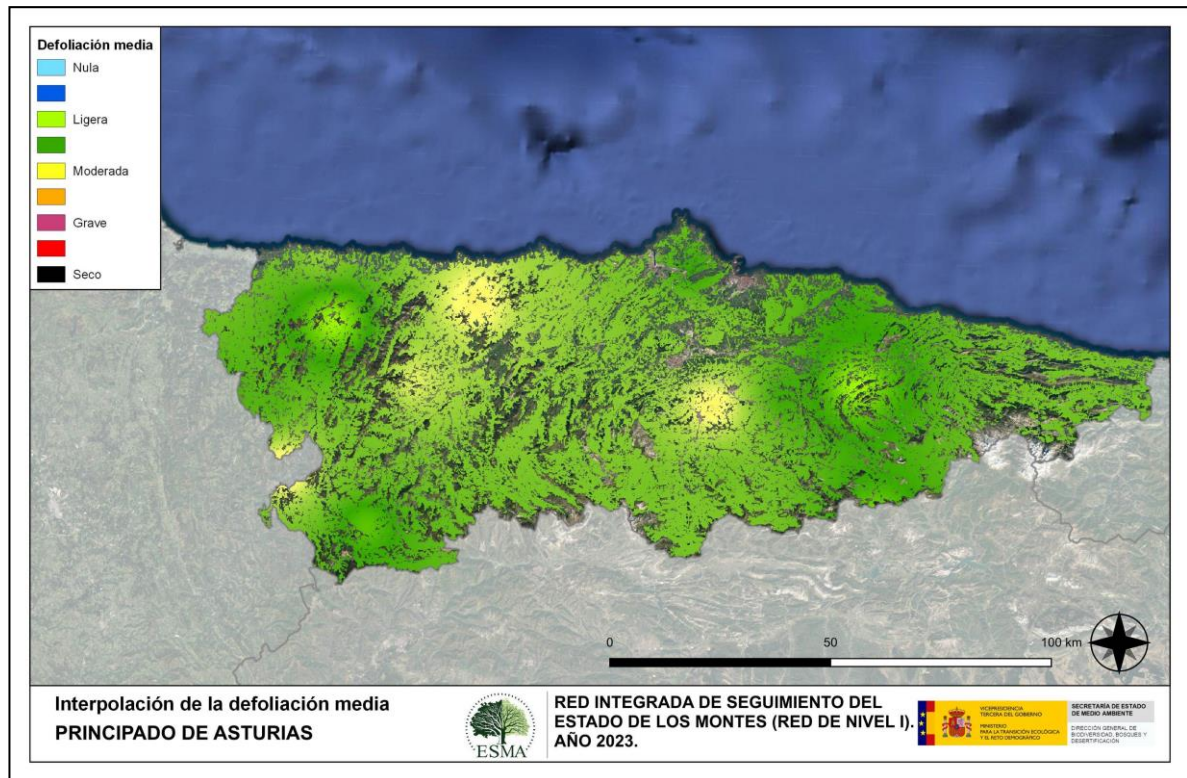 Defoliación media
Nula
Ligera
Moderada
Grave
Seco
0 50 100 km
Interpolación de la defoliación media
PRINCIPADO DE ASTURIAS
ESMA
RED INTEGRADA DE SEGUIMIENTO DEL
ESTADO DE LOS MONTES (RED DE NIVEL I).
AÑO 2023.
VICEPRESIDENCIA
TERCERA DEL GOBIERNO
MINISTERIO
PARA LA TRANSICIÓN ECOLÓGICA
Y EL RETO DEMOGRÁFICO
SECRETARÍA DE ESTADO
DE MEDIO AMBIENTE
DIRECCIÓN GENERAL DE
BIODIVERSIDAD, BOSQUES Y
DESERTIFICACIÓN